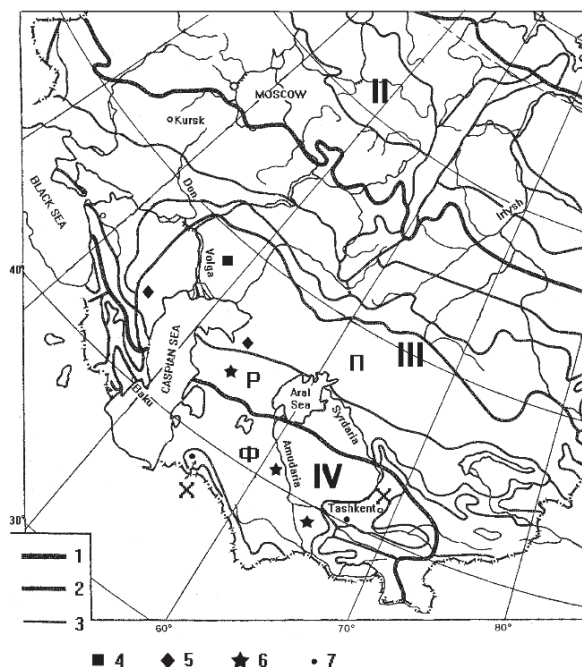 MOSCOW
II
Kursk
BLACK SEA
Don
Irtysh
Volga
40°
III
CASPIAN SEA
П
Р
Aral
Sea
Baku
Syrdaria
Ф
Amudaria
IV
Tashkent
30°
1
2
3
60°
70°
80°
4
5
6
7